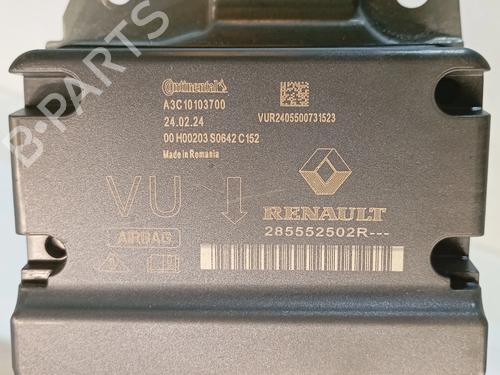 Continental
A3C10103700
24.02.24
VUR2405500731523
00 H00203 S0642 C152
Made in Romania
VU
RENAULT
AIRBAG
285552502R---
B-PARTS